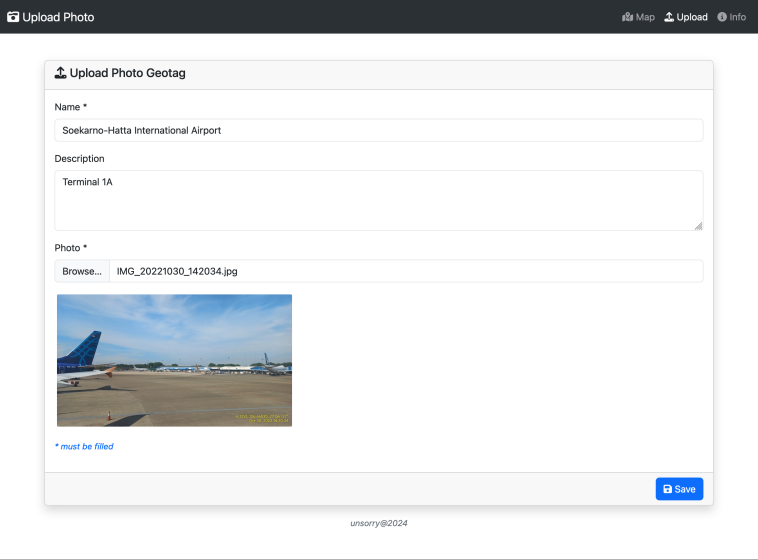 Upload Photo
Map Upload Info
Upload Photo Geotag
Name *
Soekarno-Hatta International Airport
Description
Terminal 1A
Photo *
Browse... IMG_20221030_142034.jpg
* must be filled
Save
unsorry@2024